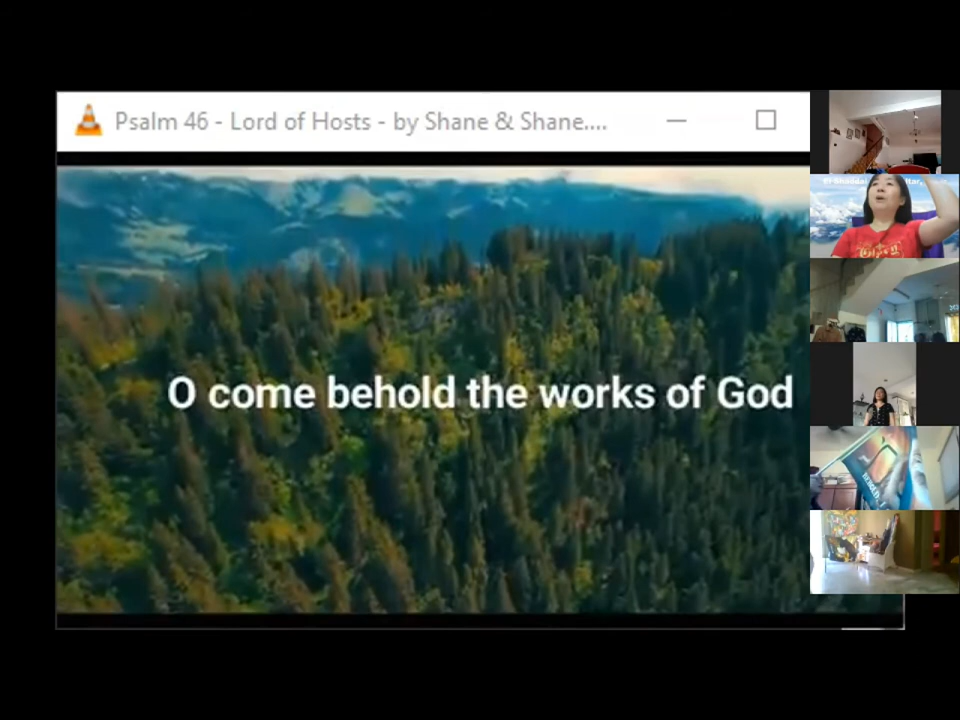 Psalm 46 - Lord of Hosts - by Shane & Shane....
O come behold the works of God